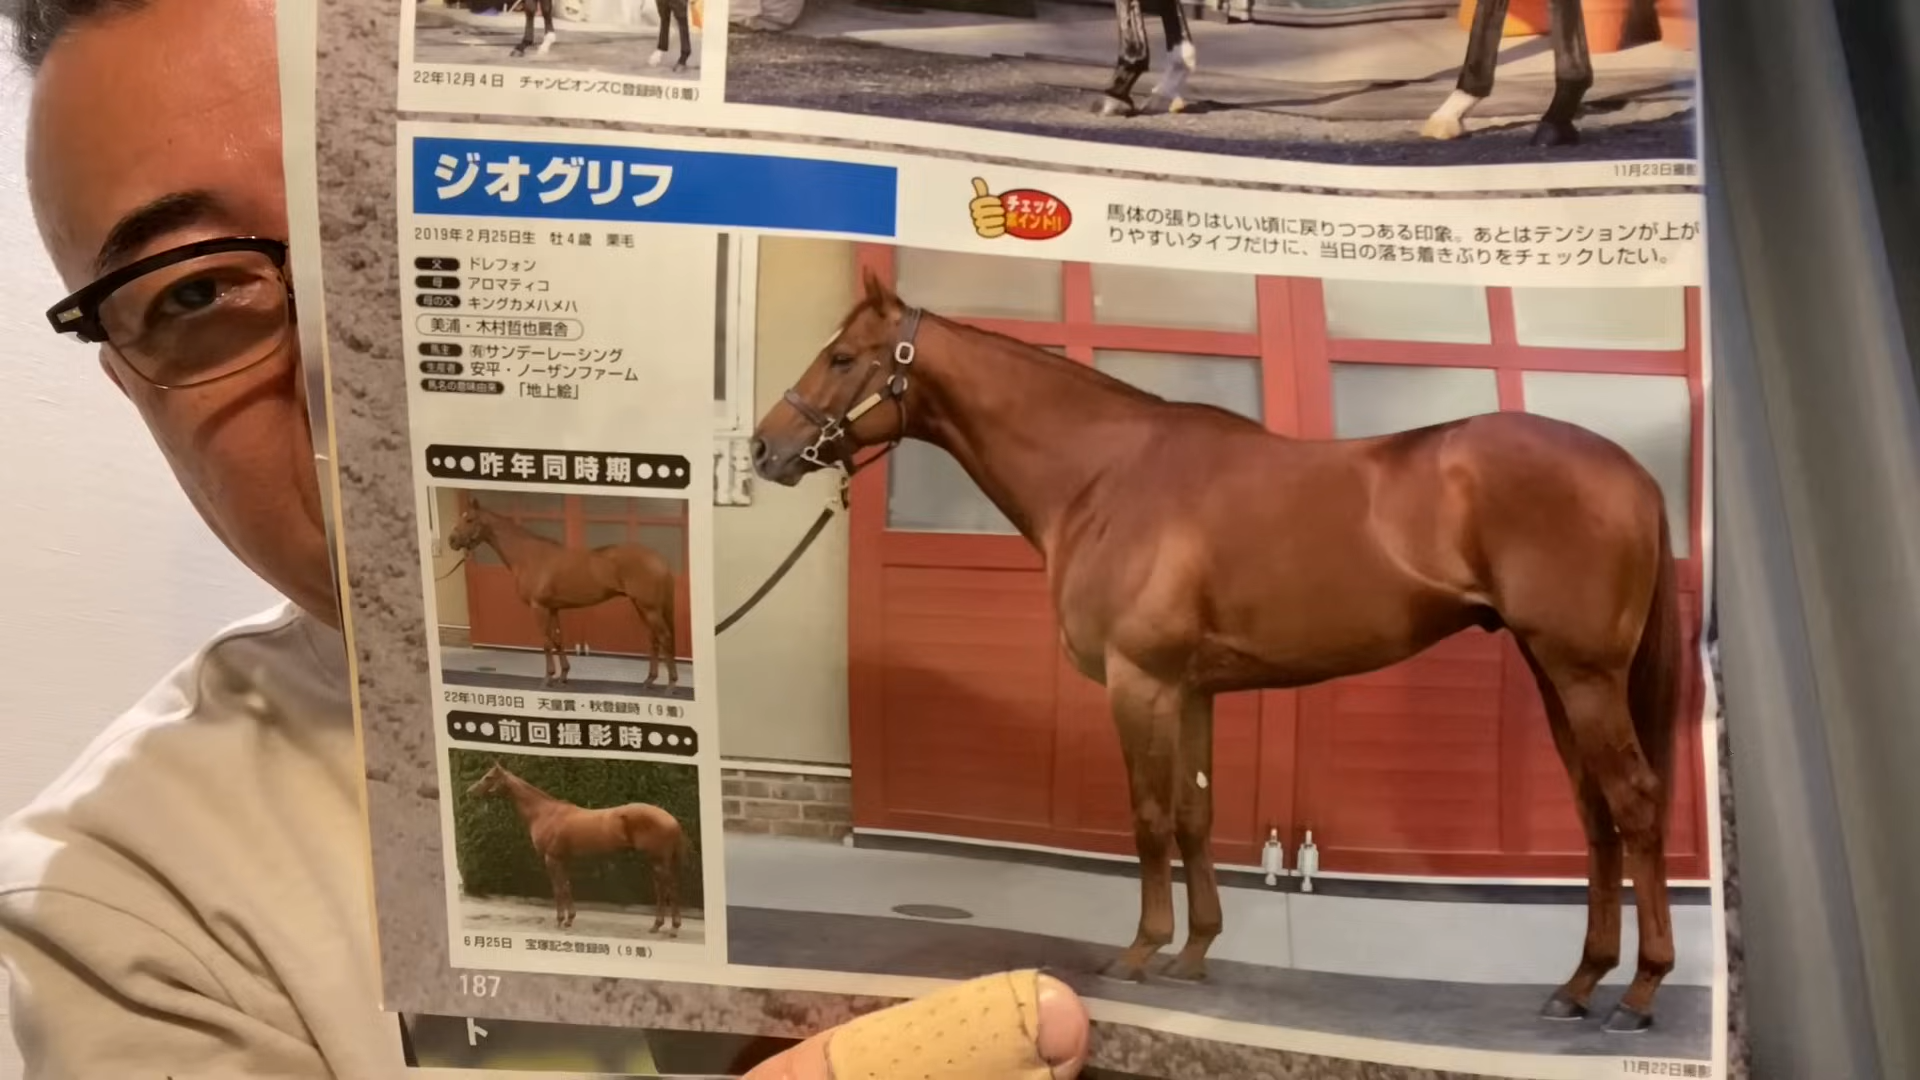 22年12月4日 チャンピオンズC登録時(8着)
11月23日撮影
ジオグリフ
チェックポイント!!
馬体の張りはいい頃に戻りつつある印象。あとはテンションが上が
りやすいタイプだけに、当日の落ち着きぶりをチェックしたい。
2019年2月25日生 牡4歳 栗毛
父 ドレフォン
母 アロマティコ
母の父 キングカメハメハ
美浦・木村哲也厩舎
馬主 ㈲サンデーレーシング
生産者 安平・ノーザンファーム
馬名の意味由来 「地上絵」
昨年同時期
22年10月30日 天皇賞・秋登録時(9着)
前回撮影時
6月25日 宝塚記念登録時(9着)
187
ト
11月22日撮影